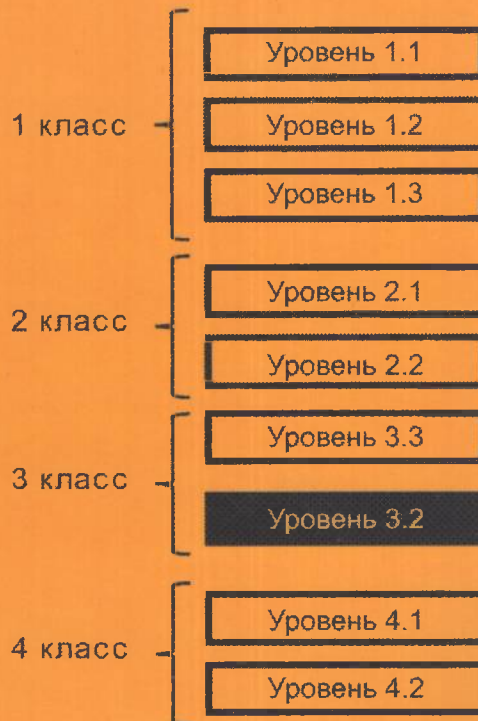 1 класс
Уровень 1.1
Уровень 1.2
Уровень 1.3
2 класс
Уровень 2.1
Уровень 2.2
3 класс
Уровень 3.3
Уровень 3.2
4 класс
Уровень 4.1
Уровень 4.2